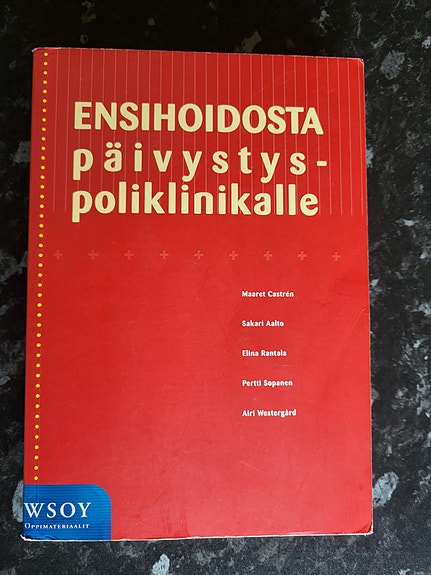 ENSIHOIDOSTA
päivystys-
poliklinikalle
Maaret Castrén
Sakari Aalto
Elina Rantala
Pertti Sopanen
Airi Westergård
WSOY
OPPIMATERIAALIT